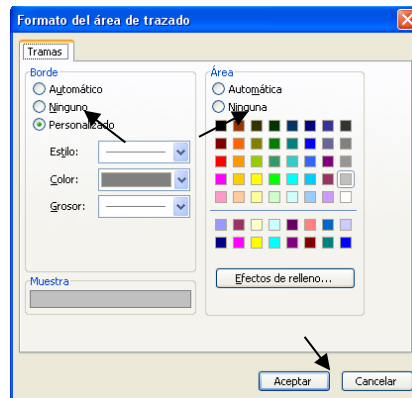 Formato del área de trazado
Tramas
Borde
Automático
Ninguno
Personalizado
Estilo:
Color:
Grosor:
Muestra
Área
Automática
Ninguna
Efectos de relleno...
Aceptar
Cancelar